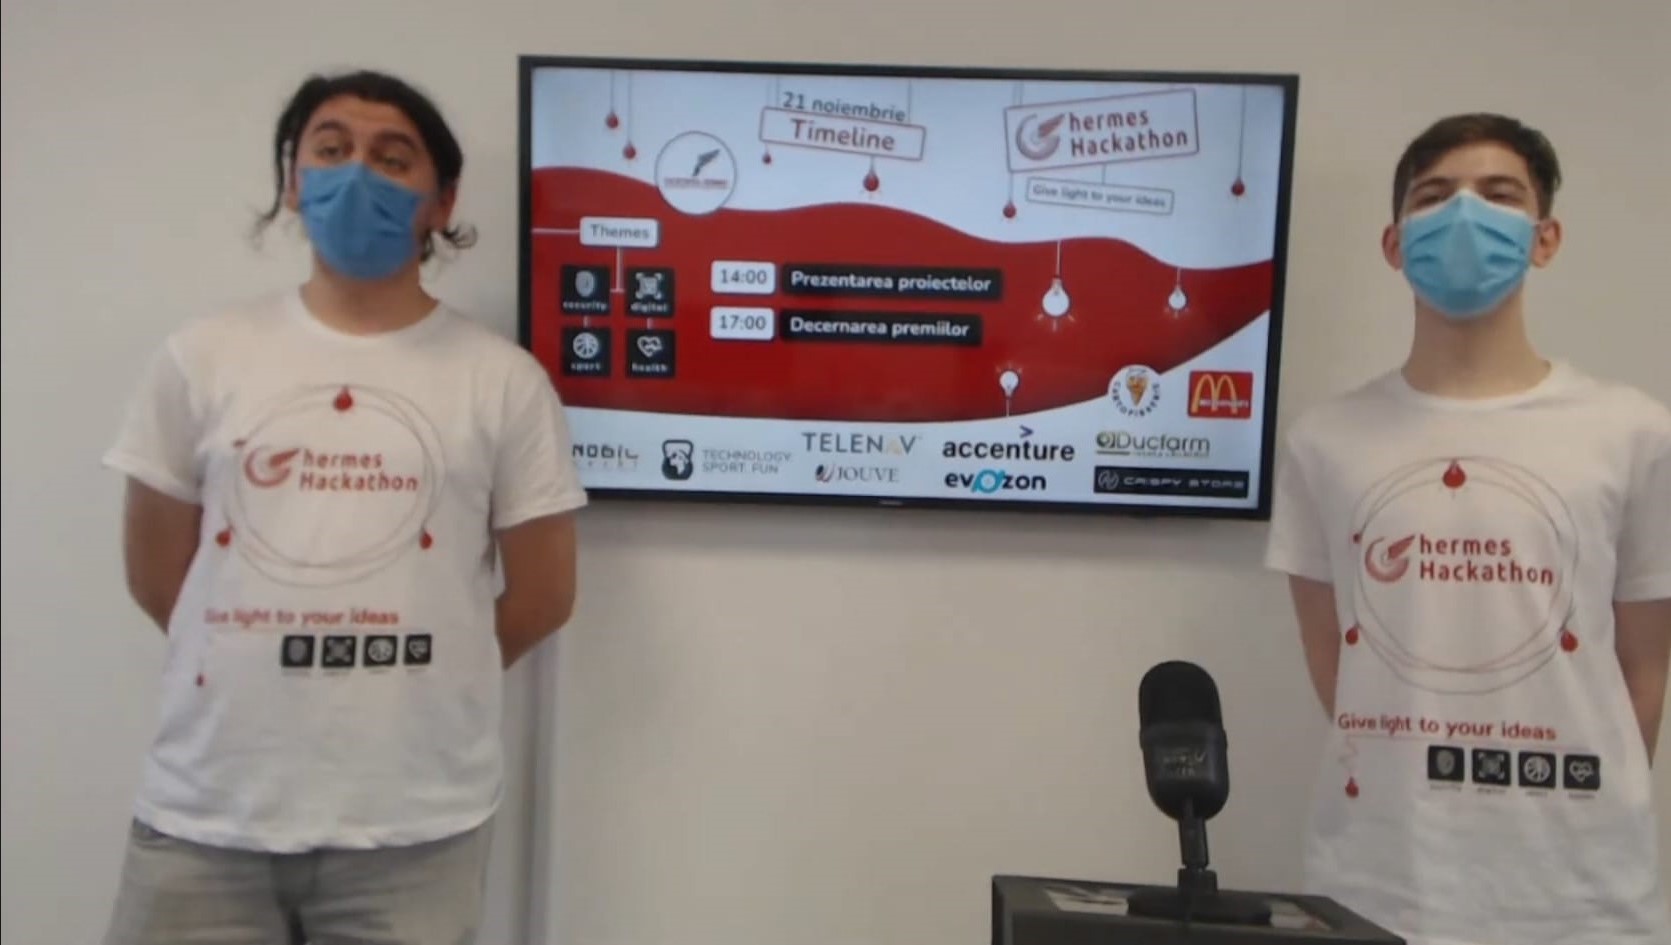 21 noiembrie
Timeline
hermes
Hackathon
Give light to your ideas
Themes
security
digital
sport
health
14:00
Prezentarea proiectelor
17:00
Decernarea premiilor
TECHNOLOGY.
SPORT. FUN
TELENAV
JOUVE
accenture
evozon
Ducfarm
CRISPY STORE
hermes
Hackathon
Give light to your ideas
hermes
Hackathon
Give light to your ideas